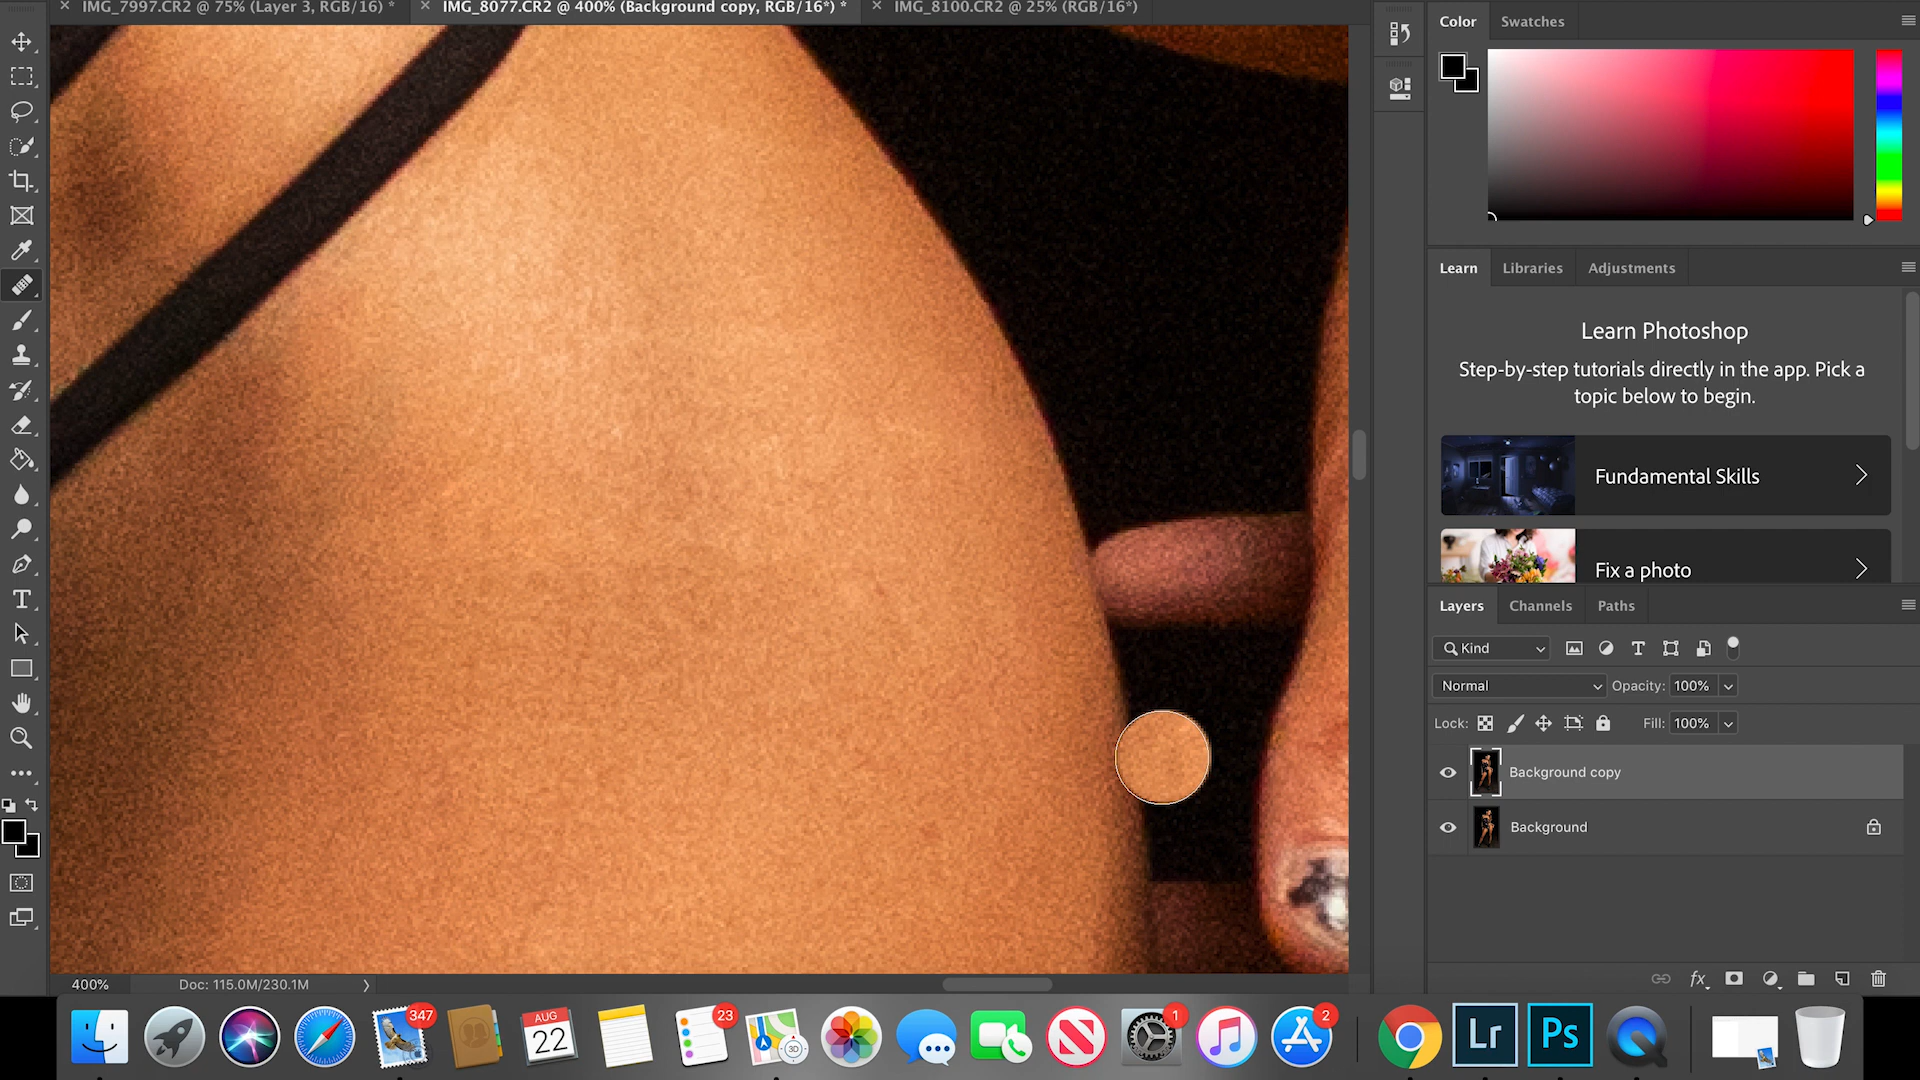 IMG_7997.CR2 @ 75% (Layer 3, RGB/16) *
IMG_8077.CR2 @ 400% (Background copy, RGB/16*) *
IMG_8100.CR2 @ 25% (RGB/16*)
Color
Swatches
Learn
Libraries
Adjustments
Learn Photoshop
Step-by-step tutorials directly in the app. Pick a
topic below to begin.
Fundamental Skills
Fix a photo
Layers
Channels
Paths
Kind
Normal
Opacity: 100%
Lock:
Fill: 100%
Background copy
Background
fx
400%
Doc: 115.0M/230.1M
347
AUG
22
23
3D
1
2
Lr
Ps